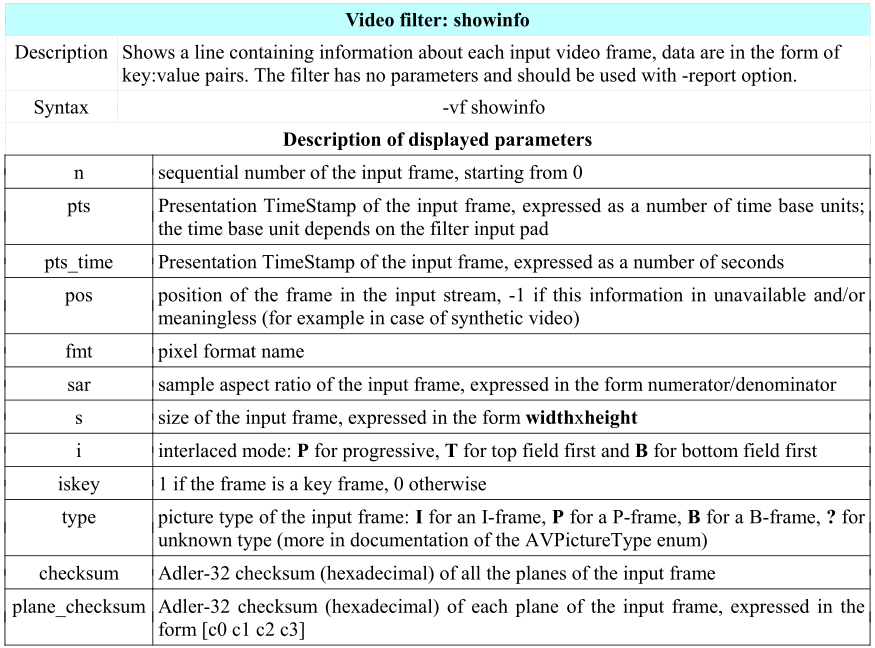 Video filter: showinfo
Description Shows a line containing information about each input video frame, data are in the form of
key:value pairs. The filter has no parameters and should be used with -report option.
Syntax -vf showinfo
Description of displayed parameters
n sequential number of the input frame, starting from 0
pts Presentation TimeStamp of the input frame, expressed as a number of time base units;
the time base unit depends on the filter input pad
pts_time Presentation TimeStamp of the input frame, expressed as a number of seconds
pos position of the frame in the input stream, -1 if this information in unavailable and/or
meaningless (for example in case of synthetic video)
fmt pixel format name
sar sample aspect ratio of the input frame, expressed in the form numerator/denominator
s size of the input frame, expressed in the form widthxheight
i interlaced mode: P for progressive, T for top field first and B for bottom field first
iskey 1 if the frame is a key frame, 0 otherwise
type picture type of the input frame: I for an I-frame, P for a P-frame, B for a B-frame, ? for
unknown type (more in documentation of the AVPictureType enum)
checksum Adler-32 checksum (hexadecimal) of all the planes of the input frame
plane_checksum Adler-32 checksum (hexadecimal) of each plane of the input frame, expressed in the
form [c0 c1 c2 c3]